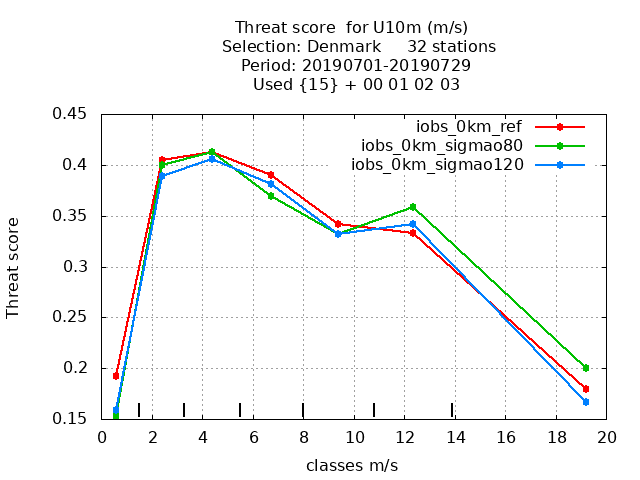 Threat score for U10m (m/s)
Selection: Denmark 32 stations
Period: 20190701-20190729
Used {15} + 00 01 02 03
iobs_0km_ref
iobs_0km_sigmao80
iobs_0km_sigmao120
Threat score
0.45
0.4
0.35
0.3
0.25
0.2
0.15
0 2 4 6 8 10 12 14 16 18 20
classes m/s